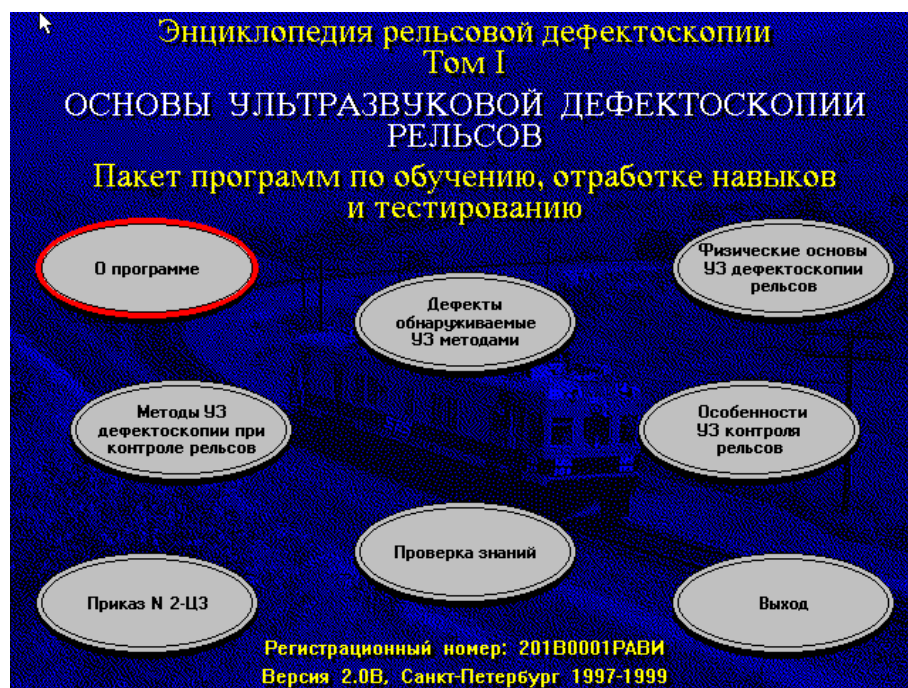 Энциклопедия рельсовой дефектоскопии
Том I
ОСНОВЫ УЛЬТРАЗВУКОВОЙ ДЕФЕКТОСКОПИИ
РЕЛЬСОВ
Пакет программ по обучению, отработке навыков
и тестированию
О программе
Физические основы
УЗ дефектоскопии
рельсов
Дефекты
обнаруживаемые
УЗ методами
Методы УЗ
дефектоскопии при
контроле рельсов
Особенности
УЗ контроля
рельсов
Проверка знаний
Приказ N 2-ЦЗ
Выход
Регистрационный номер: 201B0001РАВИ
Версия 2.0В, Санкт-Петербург 1997-1999